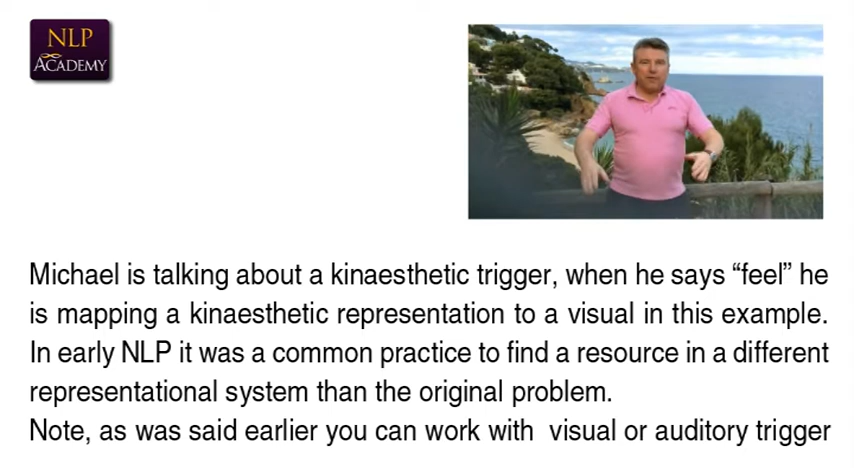 NLP
ACADEMY
Michael is talking about a kinaesthetic trigger, when he says “feel” he
is mapping a kinaesthetic representation to a visual in this example.
In early NLP it was a common practice to find a resource in a different
representational system than the original problem.
Note, as was said earlier you can work with  visual or auditory trigger